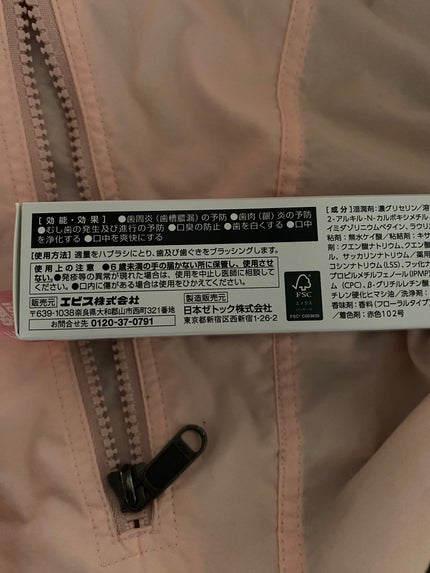 [効能・効果] ●歯周炎(歯槽膿漏)の予防 ●歯肉(齦)炎の予防
●むし歯の発生及び進行の予防 ●口臭の防止 ●歯を白くする ●口中
を浄化する ●口中を爽快にする
[使用方法] 適量をハブラシにとり、歯及び歯ぐきをブラッシングします。
使用上の注意 ●6歳未満の手の届かない所に保管し、使用させ
ない。●発疹等の異常が現れた場合は、使用を中止し医師に相談して
ください。●口内に傷がある場合は使用をひかえてください。
販売元 エビス株式会社
〒639-1038奈良県大和郡山市西町321番地
お問合せ先 0120-37-0791
製造販売元
日本ゼトック株式会社
東京都新宿区西新宿1-26-2
FSC
ミックス
FSC®
[成分] 湿潤剤:濃グリセリン/溶
2-アルキル-N-カルボキシメチル
イミダゾリニウムベタイン、ラウリ
粘剤:無水ケイ酸/粘結剤:キサ
クエン酸ナトリウム、クエン酸
ル、サッカリンナトリウム/薬用
コシンナトリウム(LSS)、フッ化ナ
プロピルメチルフェノール(IPMP)
ム(CPC)、β-グリチルレチン酸
チレン硬化ヒマシ油/洗浄剤:
香味剤:香料(フローラルタイプ)
/着色剤:赤色102号